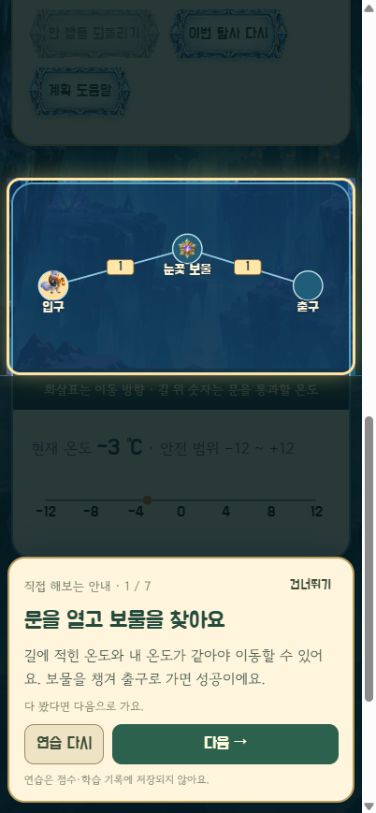 한 행동 되돌리기
이번 탐사 다시
계획 도움말
1
눈꽃 보물
1
입구
출구
화살표는 이동 방향 · 길 위 숫자는 문을 통과할 온도
현재 온도 -3 ℃ · 안전 범위 -12 ~ +12
-12 -8 -4 0 4 8 12
직접 해보는 안내 · 1 / 7
건너뛰기
문을 열고 보물을 찾아요
길에 적힌 온도와 내 온도가 같아야 이동할 수 있어
요. 보물을 챙겨 출구로 가면 성공이에요.
다 봤다면 다음으로 가요.
연습 다시
다음 →
연습은 점수·학습 기록에 저장되지 않아요.